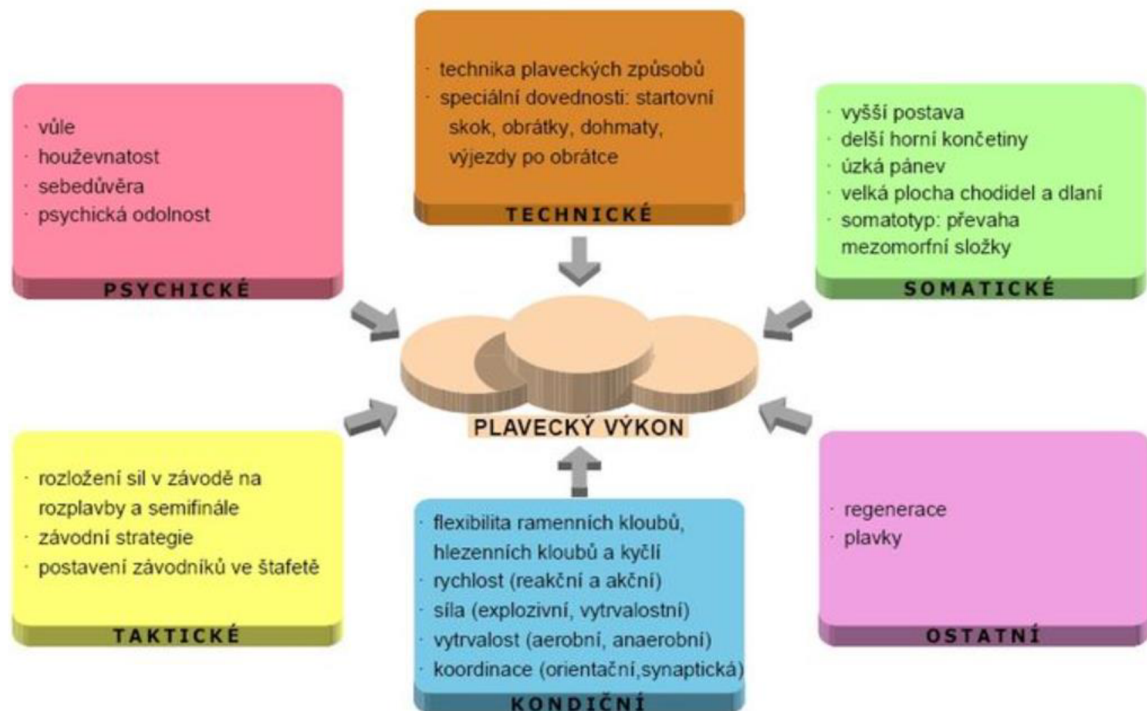 · vůle
· houževnatost
· sebedůvěra
· psychická odolnost
PSYCHICKÉ
· technika plaveckých způsobů
· speciální dovednosti: startovní
skok, obrátky, dohmaty,
výjezdy po obrátce
TECHNICKÉ
· vyšší postava
· delší horní končetiny
· úzká pánev
· velká plocha chodidel a dlaní
· somatotyp: převaha
mezomorfní složky
SOMATICKÉ
PLAVECKÝ VÝKON
· rozložení sil v závodě na
rozplavby a semifinále
· závodní strategie
· postavení závodníků ve štafetě
TAKTICKÉ
· flexibilita ramenních kloubů,
hlezenních kloubů a kyčlí
· rychlost (reakční a akční)
· síla (explozivní, vytrvalostní)
· vytrvalost (aerobní, anaerobní)
· koordinace (orientační,synaptická)
KONDIČNÍ
· regenerace
· plavky
OSTATNÍ